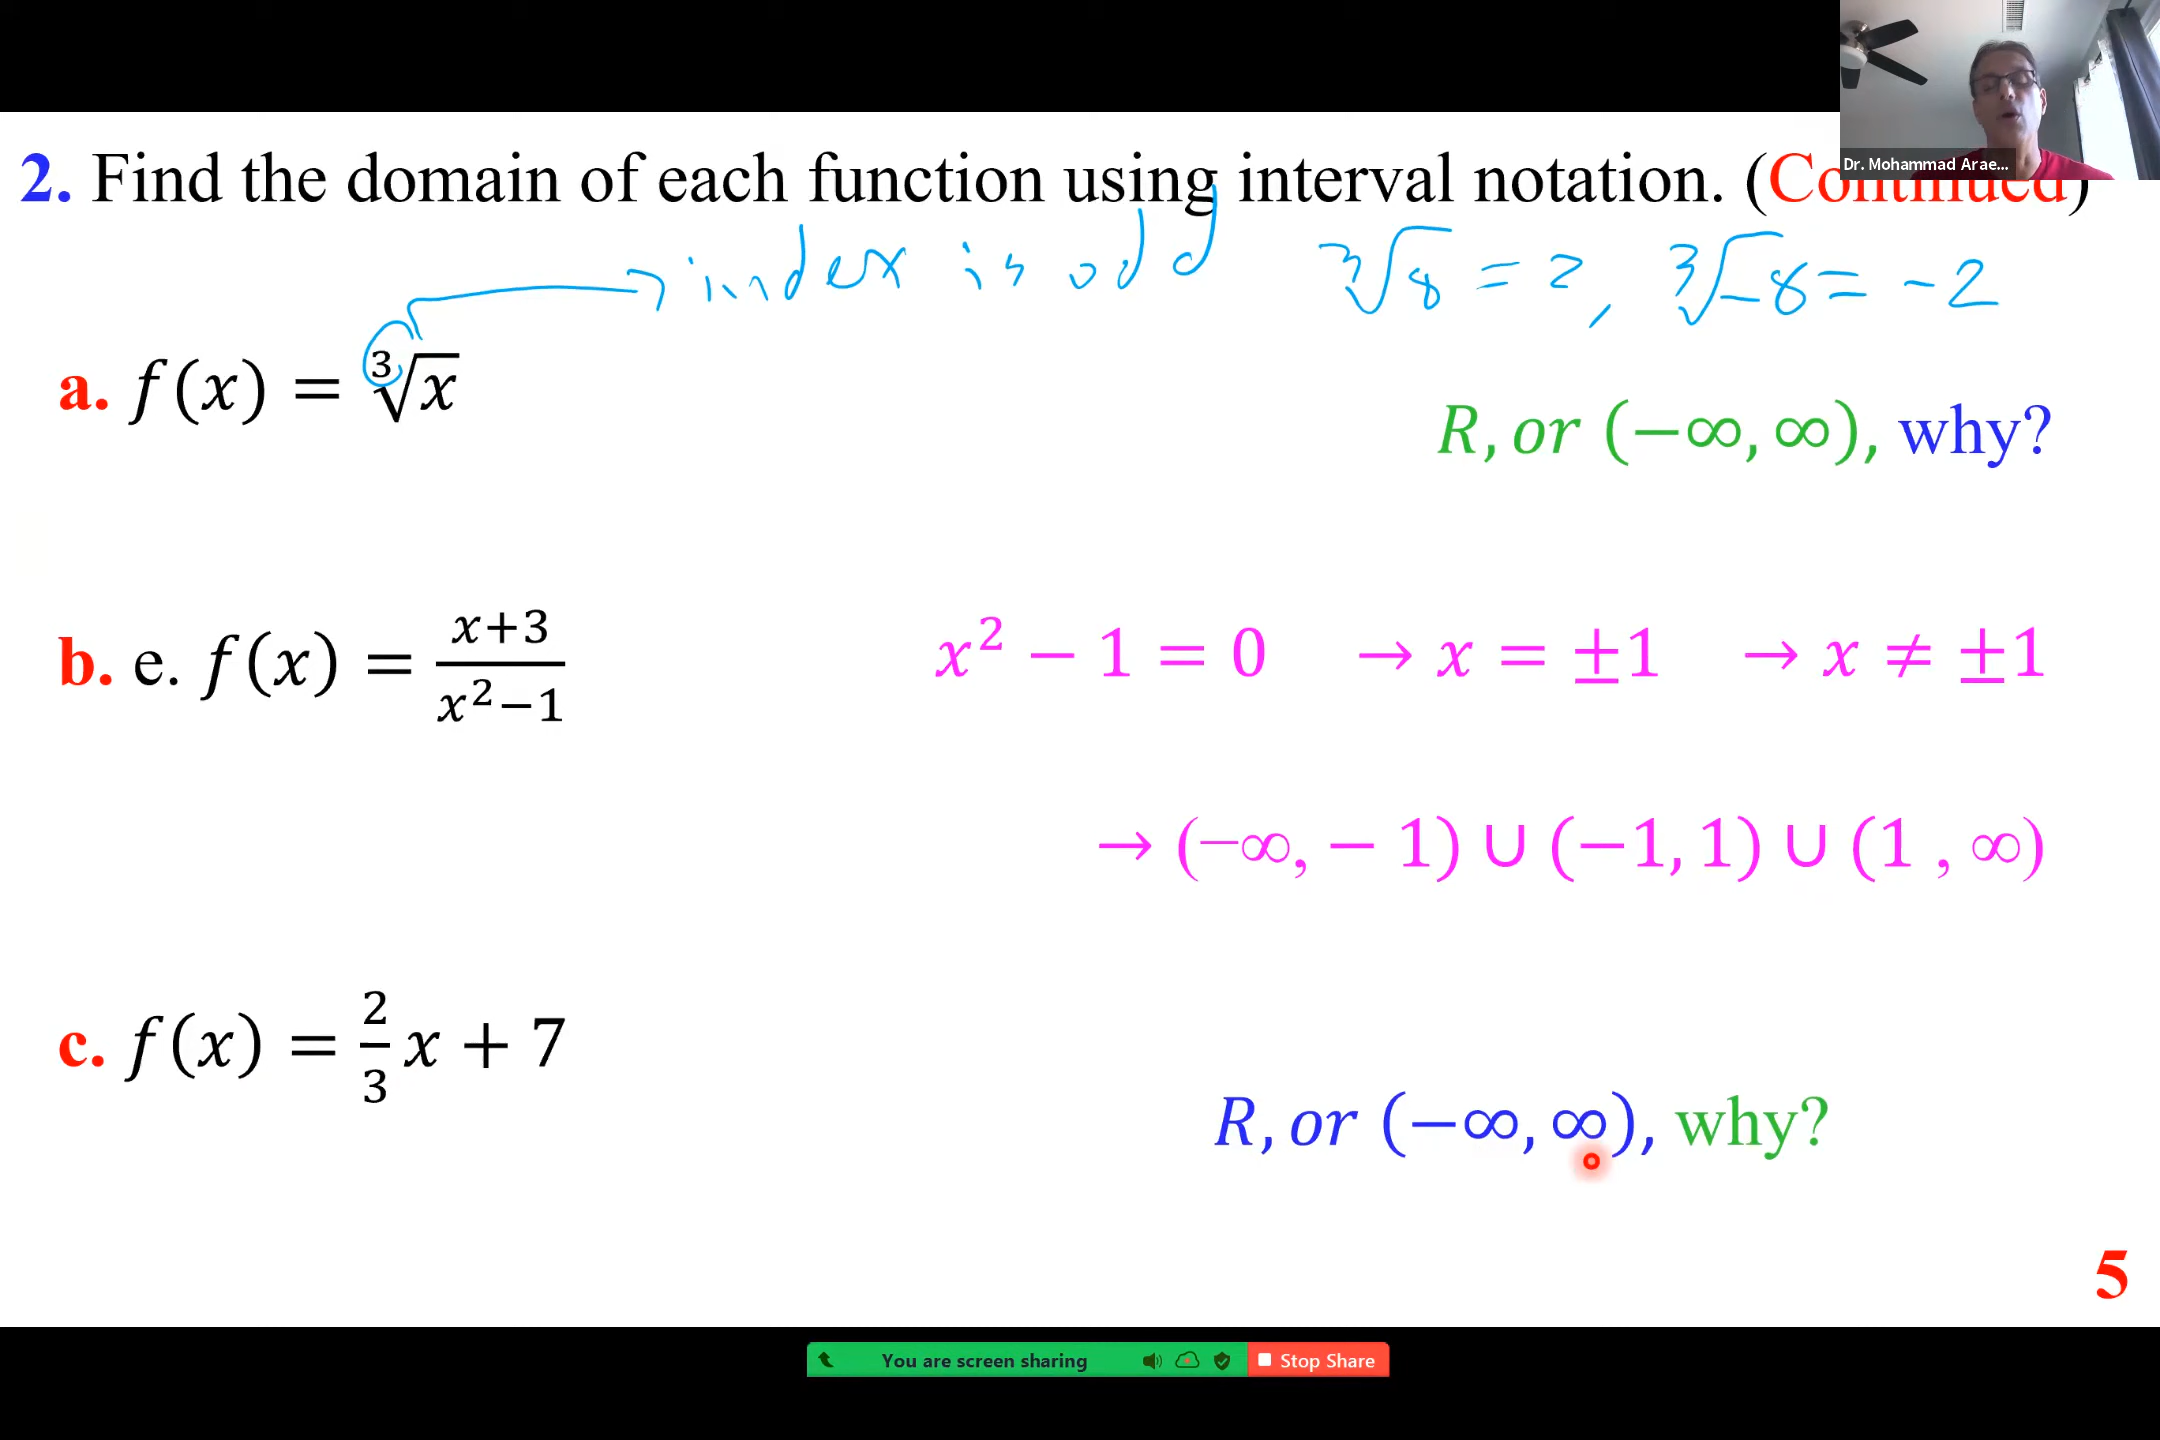 Dr. Mohammad Arae...
2. Find the domain of each function using interval notation. (Continued)
index is odd ∛8 = 2, ∛-8 = -2
a. f(x) = ∛x
R, or (−∞, ∞), why?
b. e. f(x) = (x+3)/(x²−1) x² − 1 = 0 → x = ±1 → x ≠ ±1
→ (−∞, − 1) ∪ (−1, 1) ∪ (1 , ∞)
c. f(x) = 2/3 x + 7
R, or (−∞, ∞), why?
5
You are screen sharing Stop Share